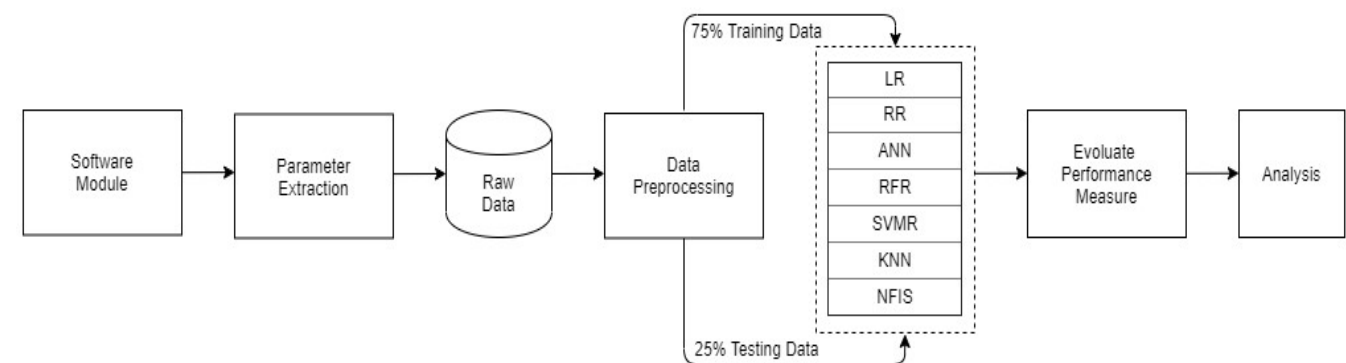 75% Training Data
Software
Module
Parameter
Extraction
Raw
Data
Data
Preprocessing
LR
RR
ANN
RFR
SVMR
KNN
NFIS
Evoluate
Performance
Measure
Analysis
25% Testing Data